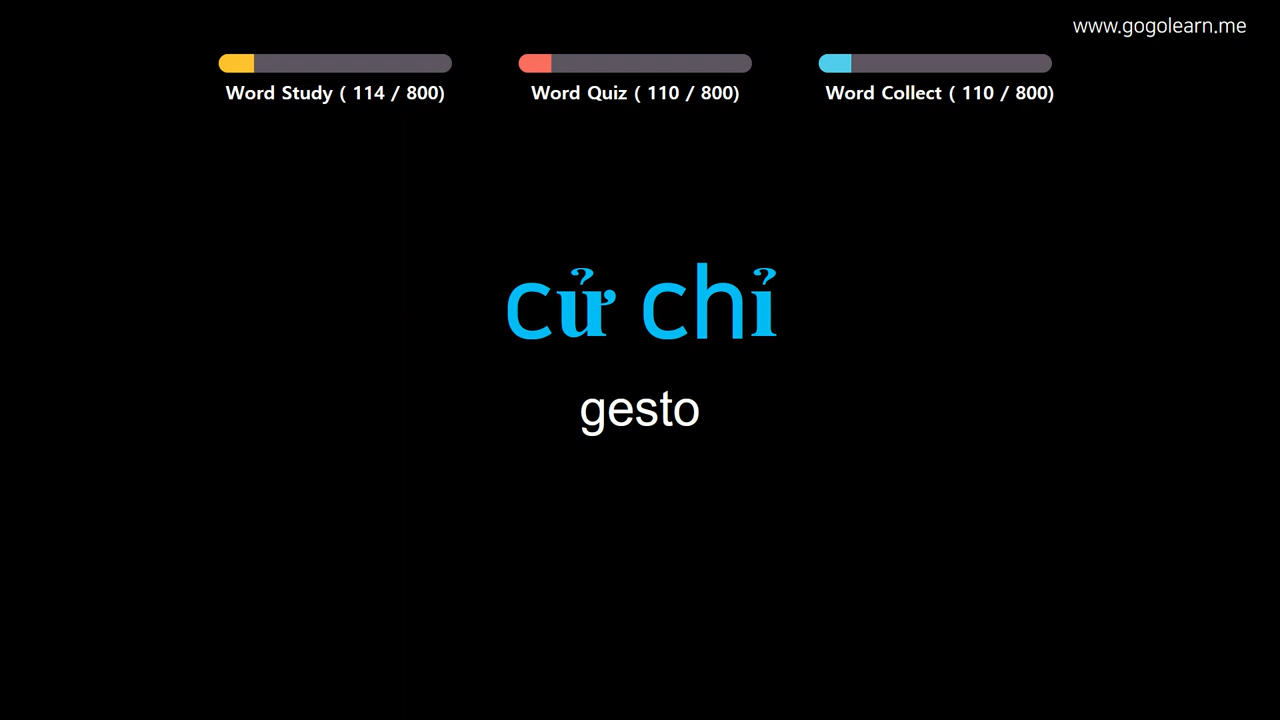 www.gogolearn.me
Word Study ( 114 / 800)
Word Quiz ( 110 / 800)
Word Collect ( 110 / 800)
cử chỉ
gesto